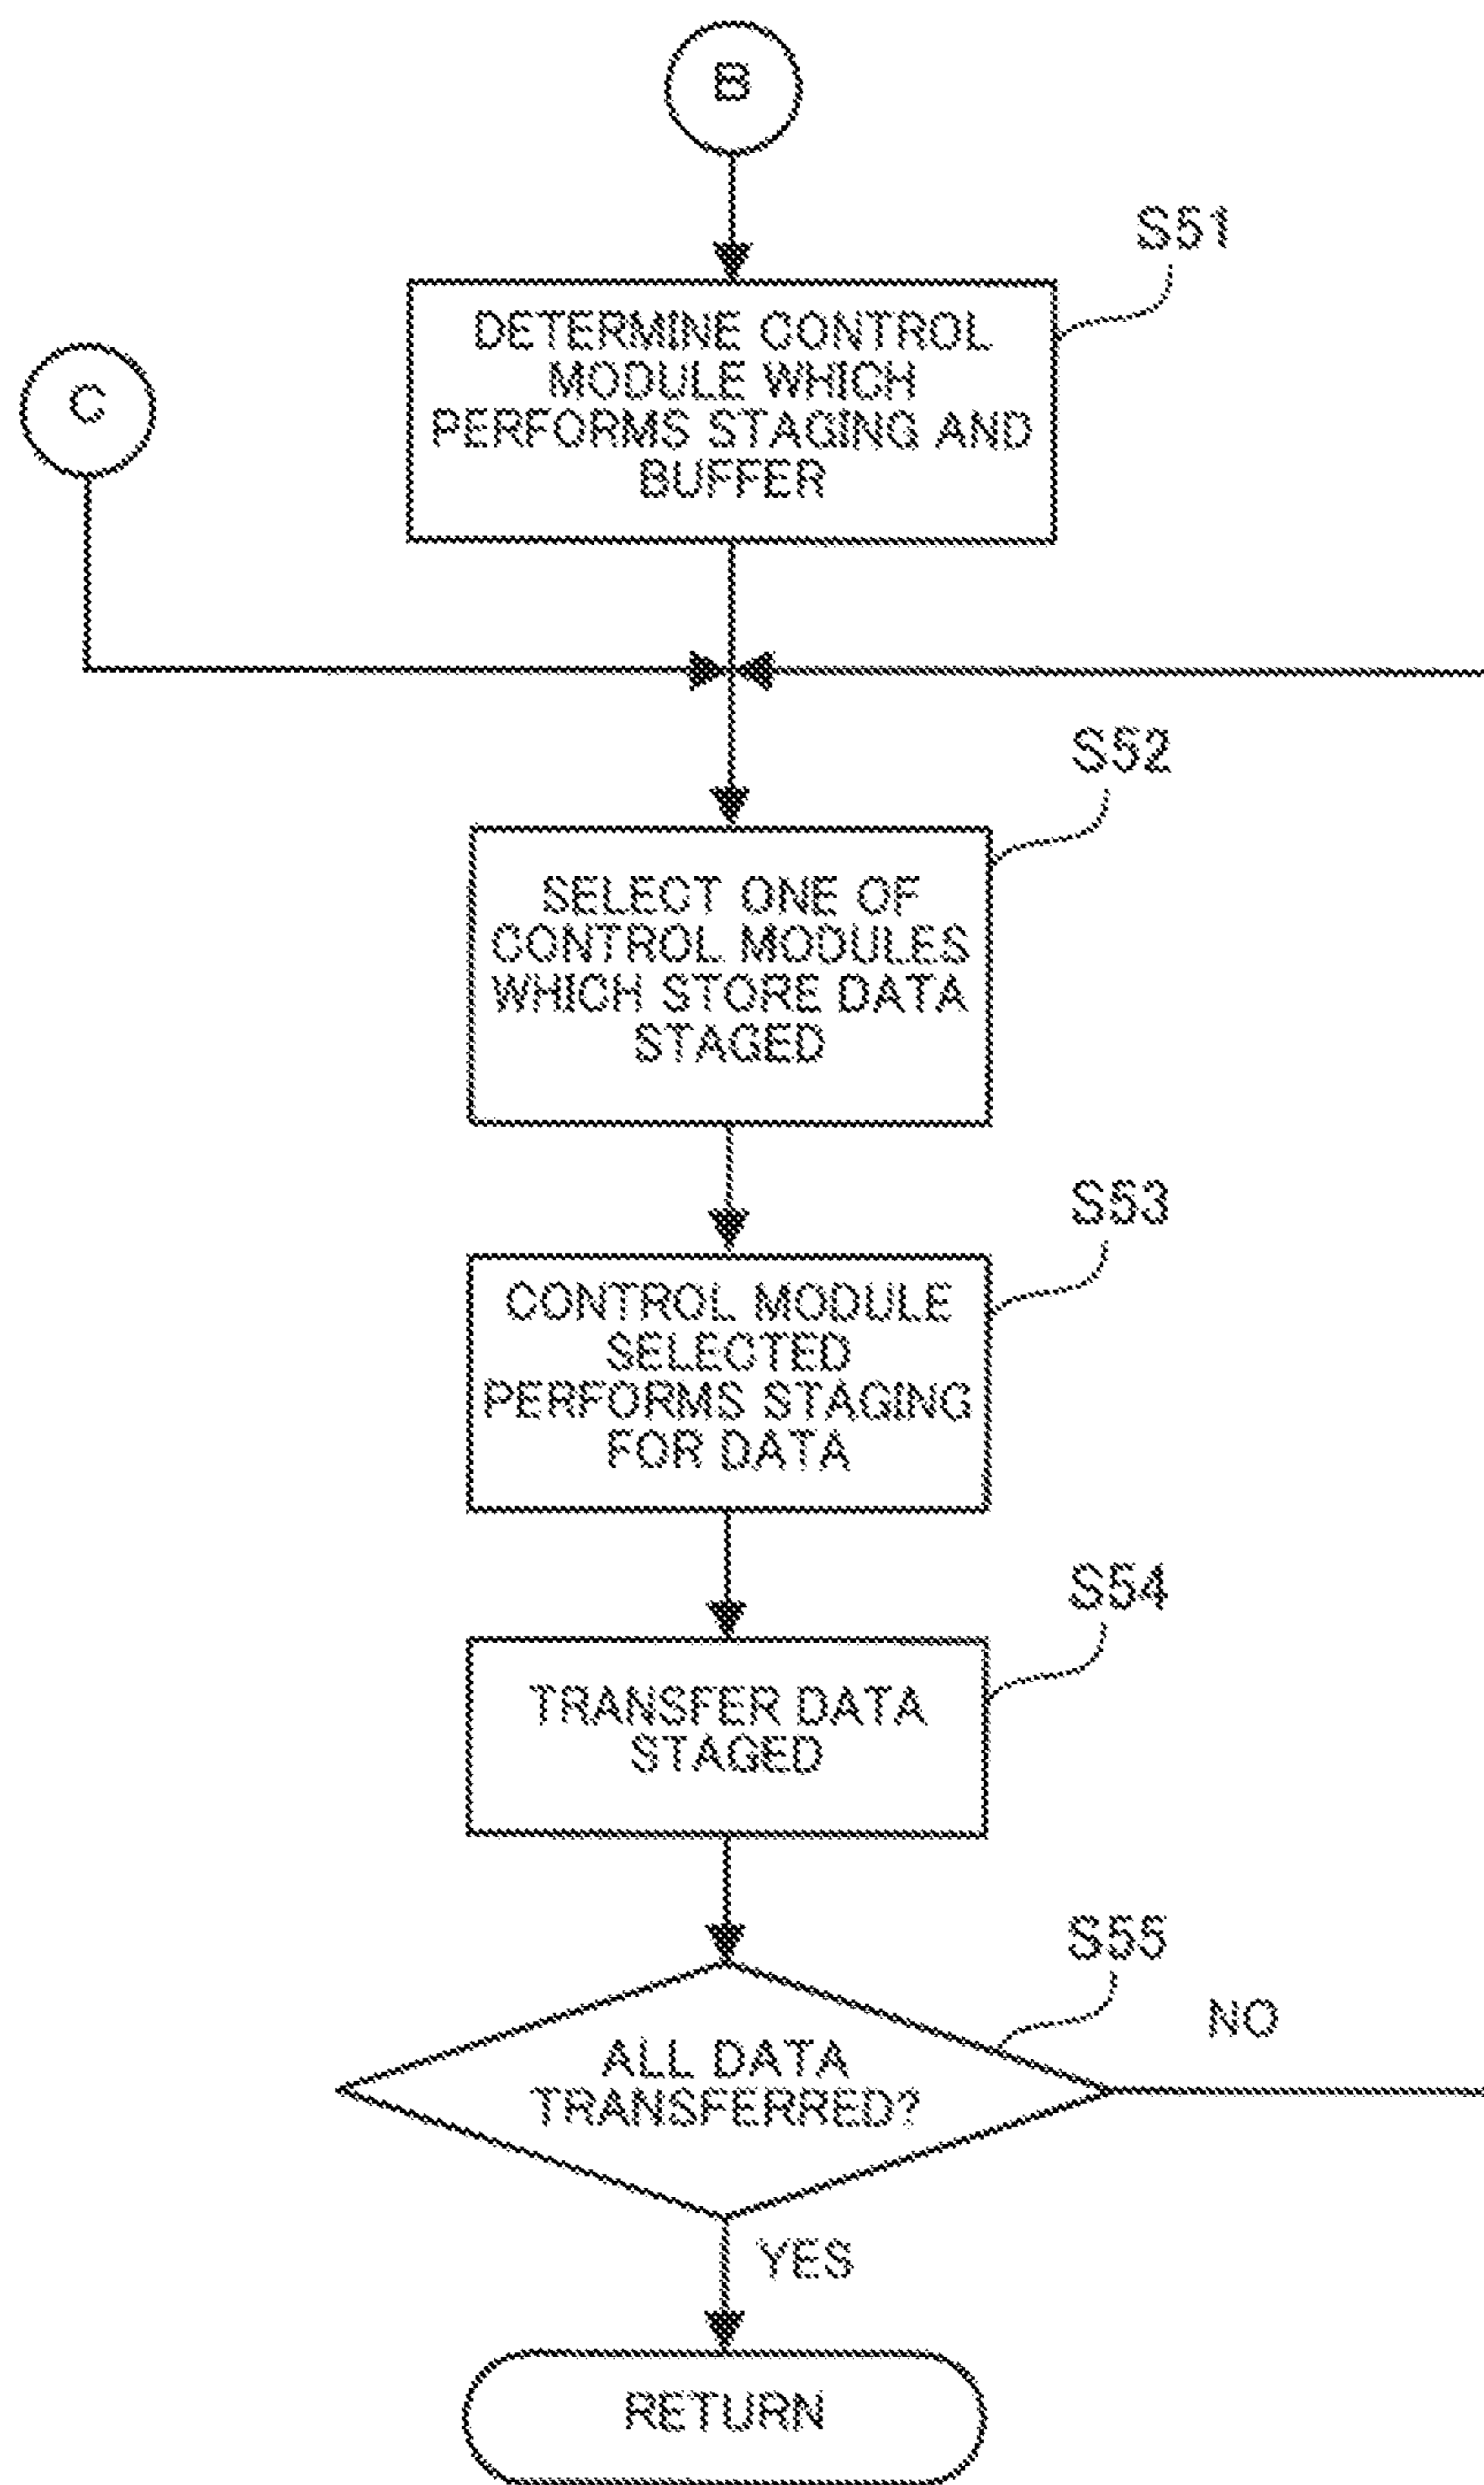 B
S51
DETERMINE CONTROL
MODULE WHICH
PERFORMS STAGING AND
BUFFER
C
S52
SELECT ONE OF
CONTROL MODULES
WHICH STORE DATA
STAGED
S53
CONTROL MODULE
SELECTED
PERFORMS STAGING
FOR DATA
S54
TRANSFER DATA
STAGED
S55
NO
ALL DATA
TRANSFERRED?
YES
RETURN